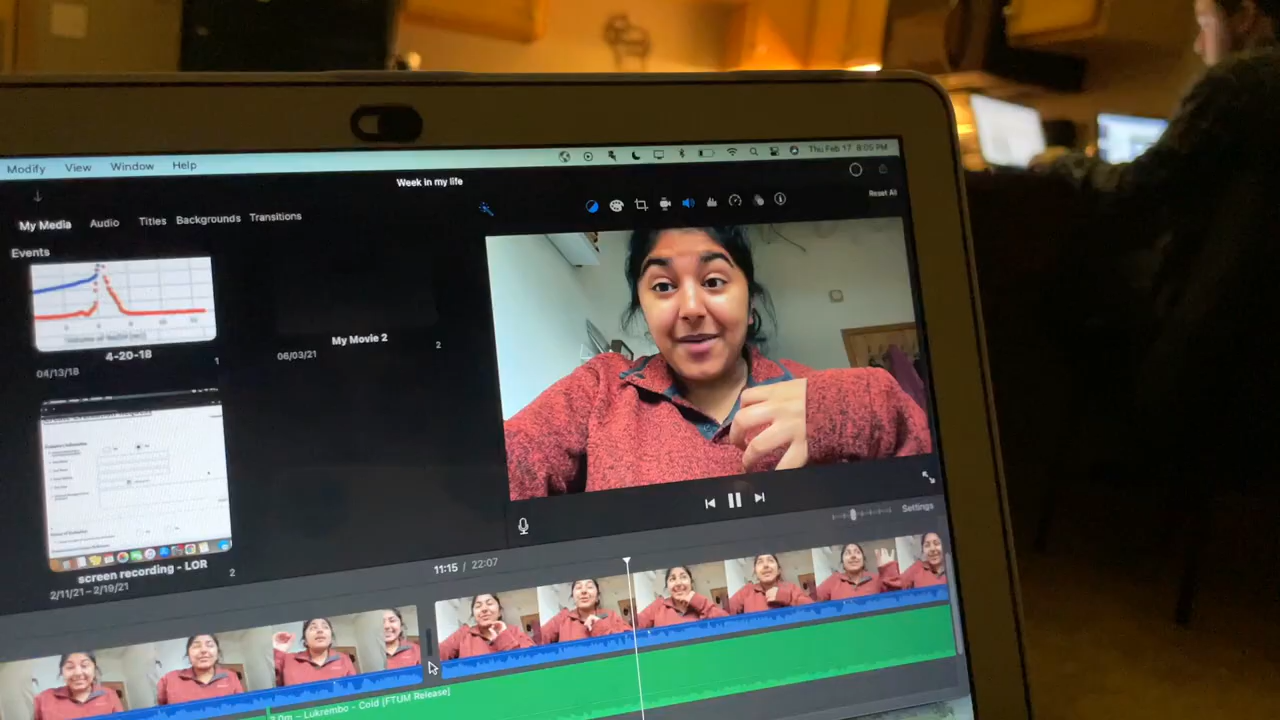 Modify View Window Help
Thu Feb 17 8:05 PM
Week in my life
My Media Audio Titles Backgrounds Transitions
Reset All
Events
4-20-18
1
04/13/18
My Movie 2
06/03/21
2
screen recording - LOR
2
2/11/21 – 2/19/21
Settings
11:15 / 22:07
Lukrembo - Cold [FTUM Release]